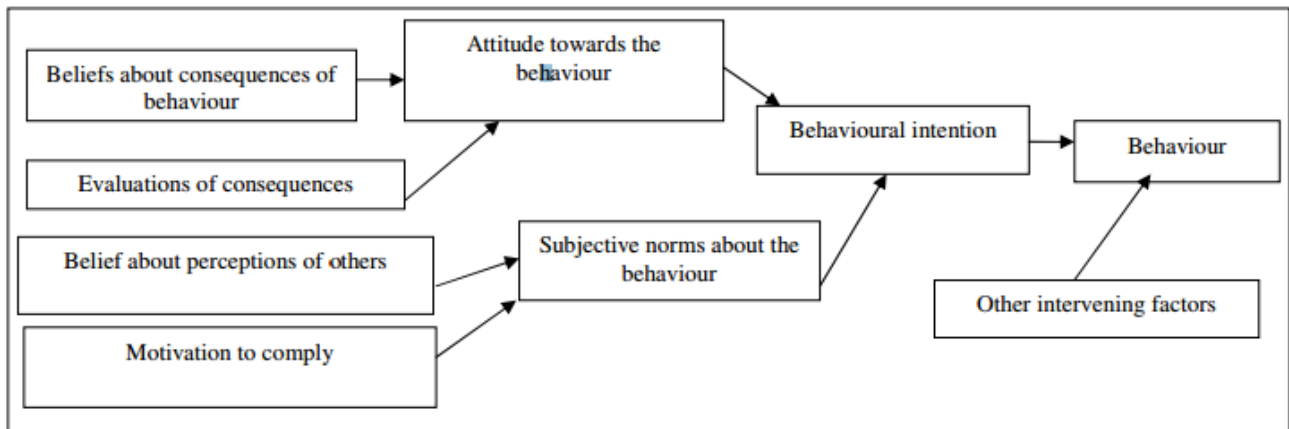 Beliefs about consequences of
behaviour
Attitude towards the
behaviour
Evaluations of consequences
Behavioural intention
Behaviour
Belief about perceptions of others
Subjective norms about the
behaviour
Motivation to comply
Other intervening factors